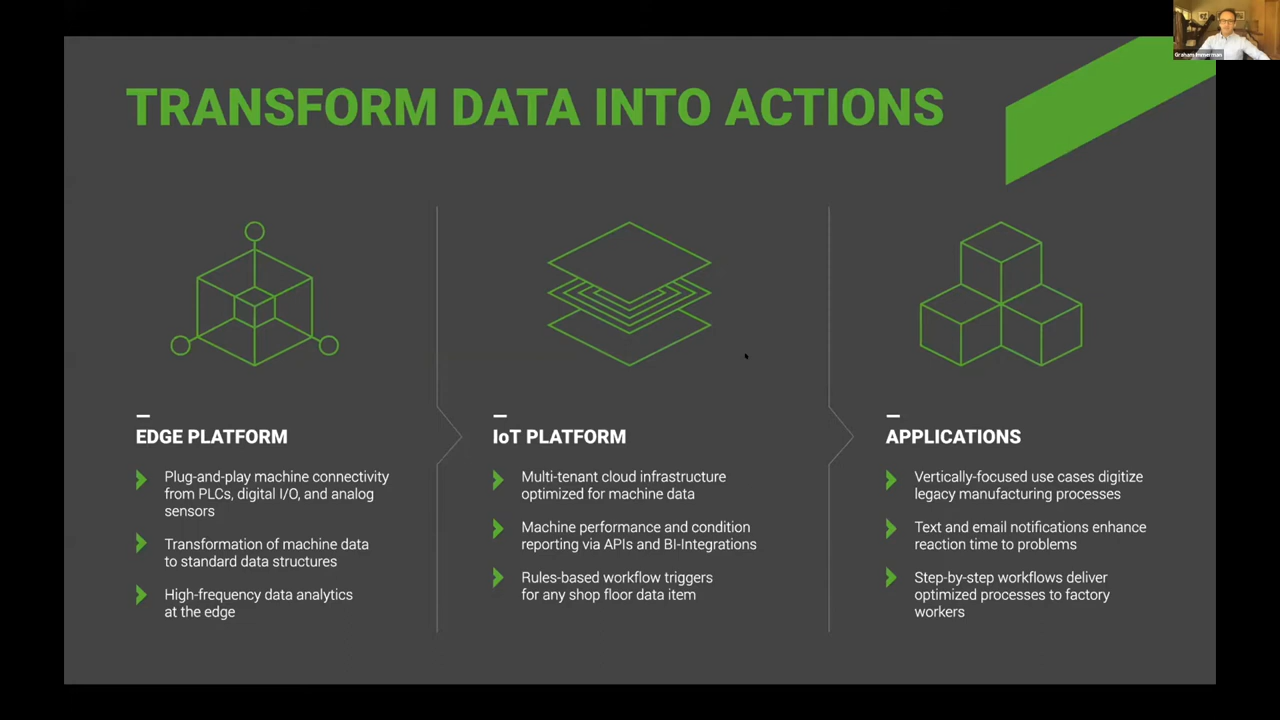 Graham Immerman
TRANSFORM DATA INTO ACTIONS
EDGE PLATFORM
Plug-and-play machine connectivity
from PLCs, digital I/O, and analog
sensors
Transformation of machine data
to standard data structures
High-frequency data analytics
at the edge
IoT PLATFORM
Multi-tenant cloud infrastructure
optimized for machine data
Machine performance and condition
reporting via APIs and BI-Integrations
Rules-based workflow triggers
for any shop floor data item
APPLICATIONS
Vertically-focused use cases digitize
legacy manufacturing processes
Text and email notifications enhance
reaction time to problems
Step-by-step workflows deliver
optimized processes to factory
workers